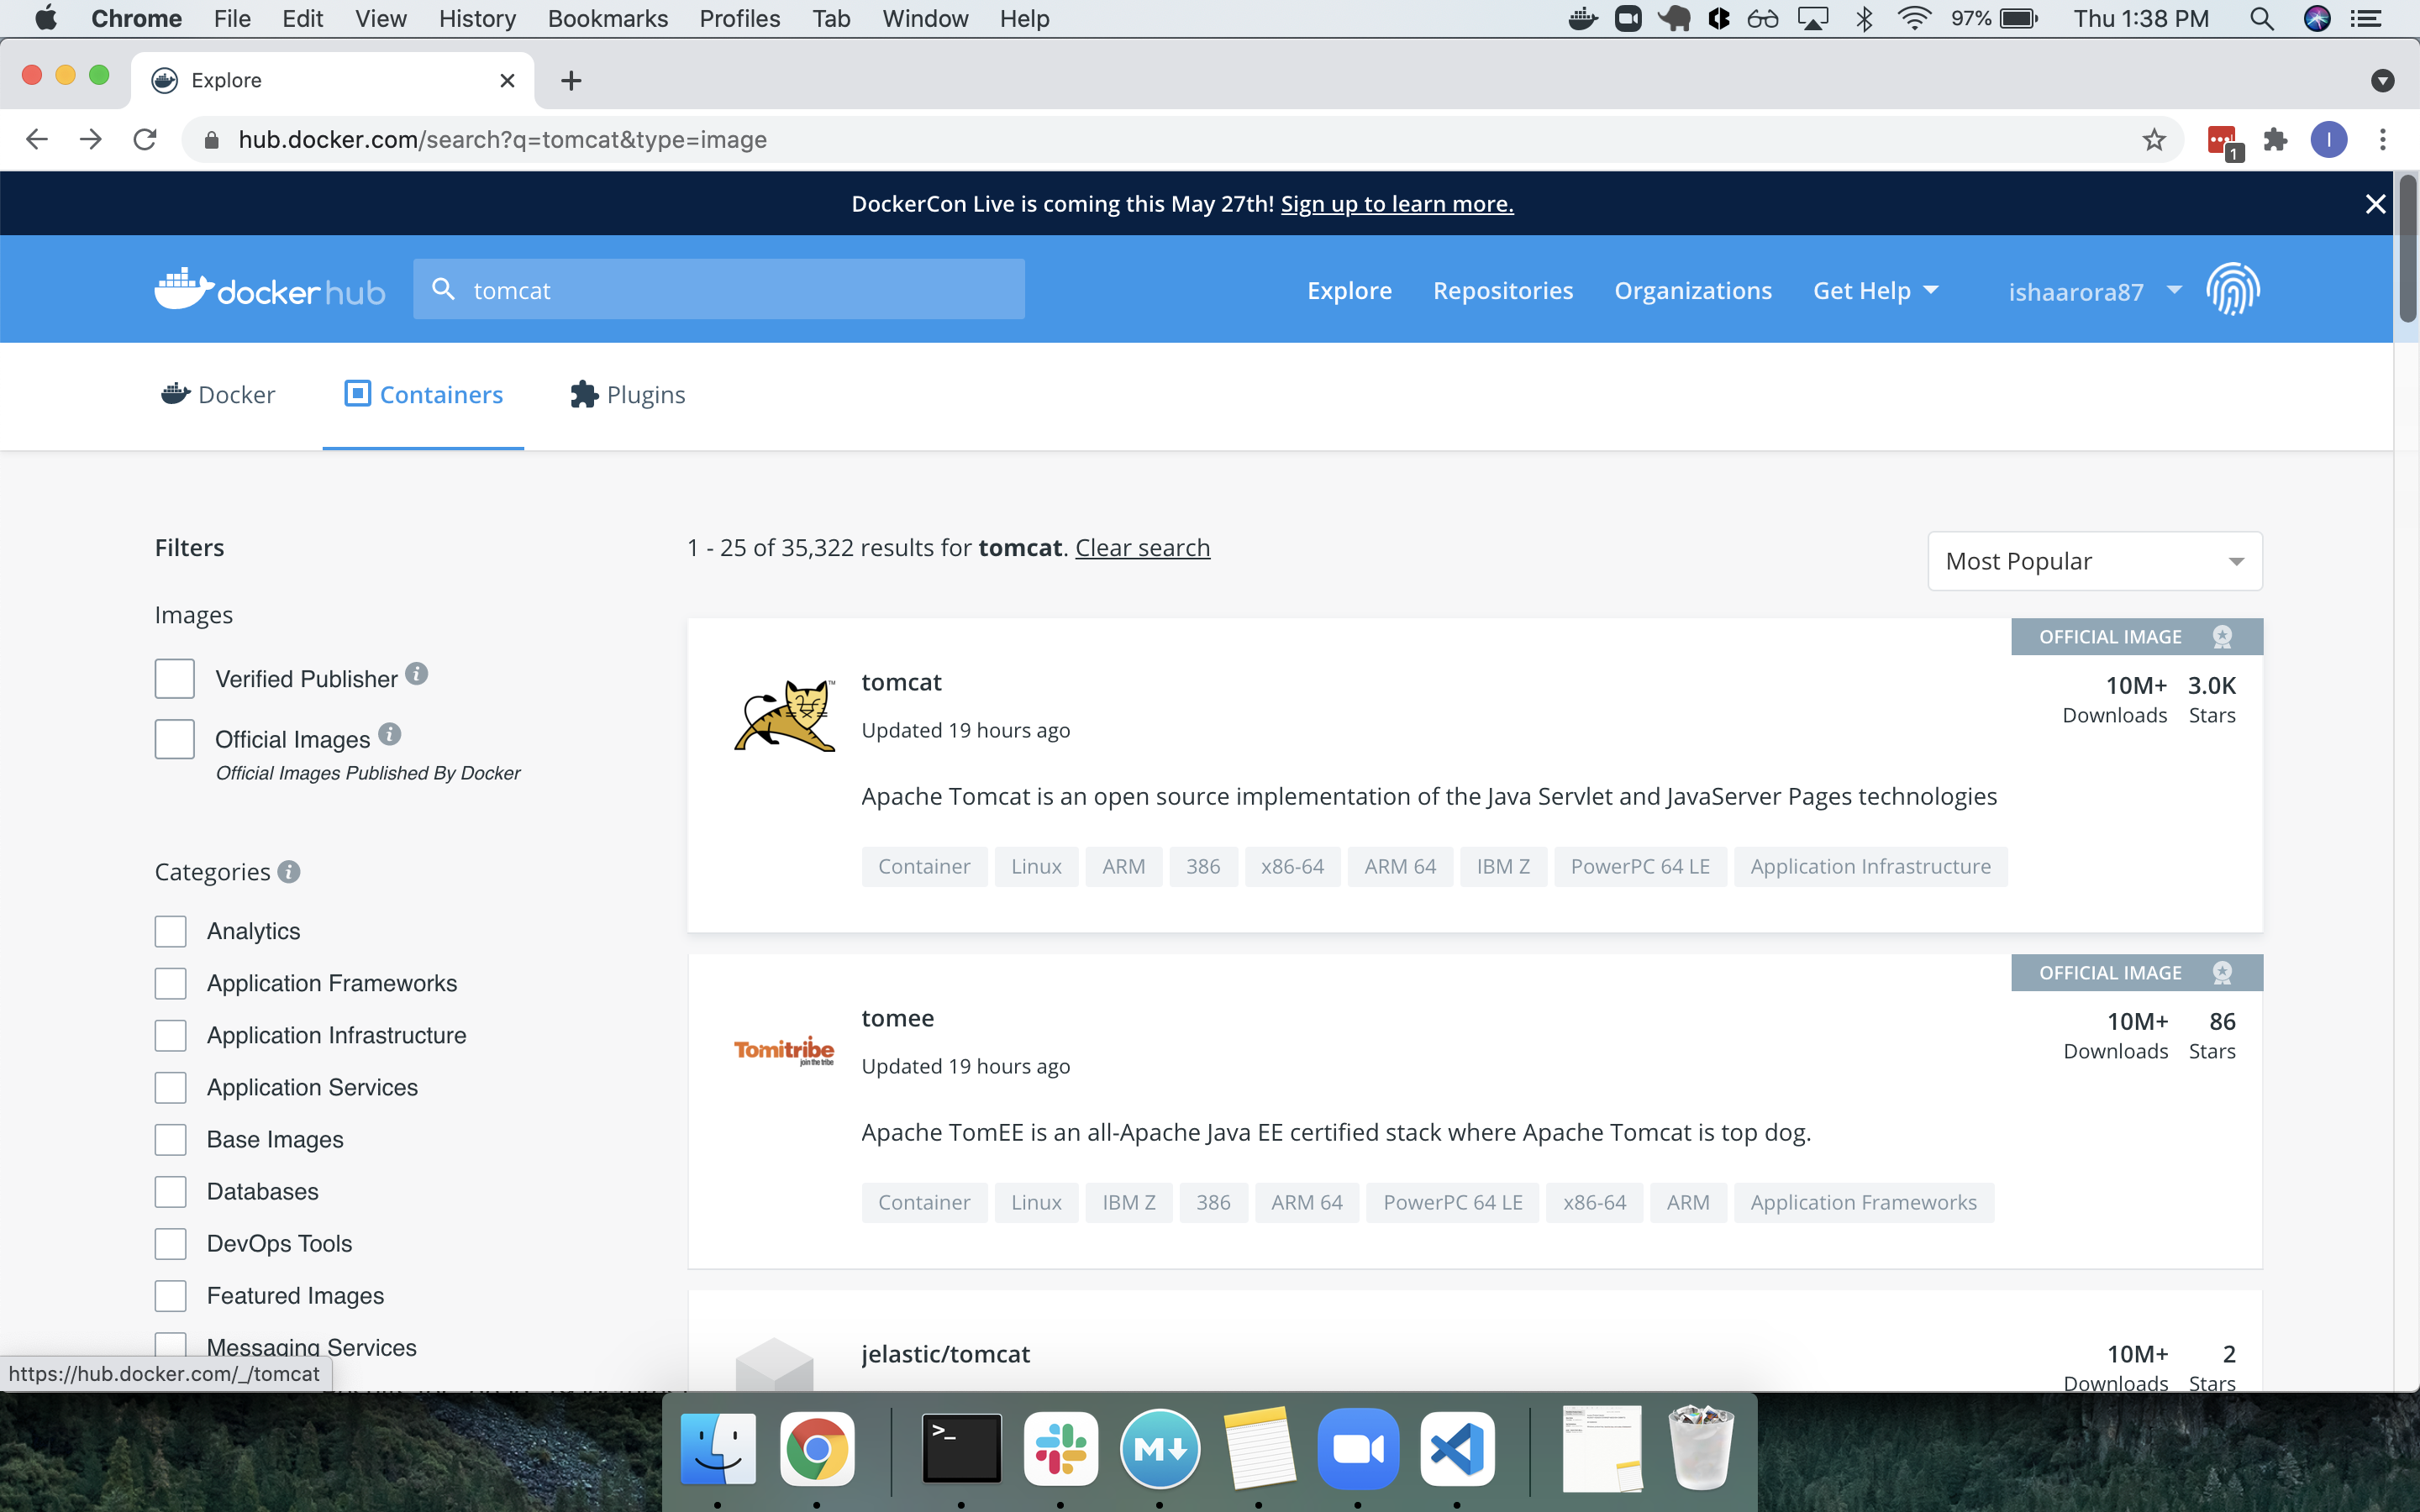 Chrome File Edit View History Bookmarks Profiles Tab Window Help 97% Thu 1:38 PM
Explore
hub.docker.com/search?q=tomcat&type=image
1
I
DockerCon Live is coming this May 27th! Sign up to learn more.
docker hub tomcat Explore Repositories Organizations Get Help ishaarora87
Docker Containers Plugins
Filters
1 - 25 of 35,322 results for tomcat. Clear search
Most Popular
Images
Verified Publisher
Official Images
Official Images Published By Docker
Categories
Analytics
Application Frameworks
Application Infrastructure
Application Services
Base Images
Databases
DevOps Tools
Featured Images
Messaging Services
OFFICIAL IMAGE
tomcat
10M+ 3.0K
Downloads Stars
Updated 19 hours ago
Apache Tomcat is an open source implementation of the Java Servlet and JavaServer Pages technologies
Container Linux ARM 386 x86-64 ARM 64 IBM Z PowerPC 64 LE Application Infrastructure
OFFICIAL IMAGE
tomee
10M+ 86
Downloads Stars
Tomitribe
join the tribe
Updated 19 hours ago
Apache TomEE is an all-Apache Java EE certified stack where Apache Tomcat is top dog.
Container Linux IBM Z 386 ARM 64 PowerPC 64 LE x86-64 ARM Application Frameworks
jelastic/tomcat
10M+ 2
Downloads Stars
https://hub.docker.com/_/tomcat